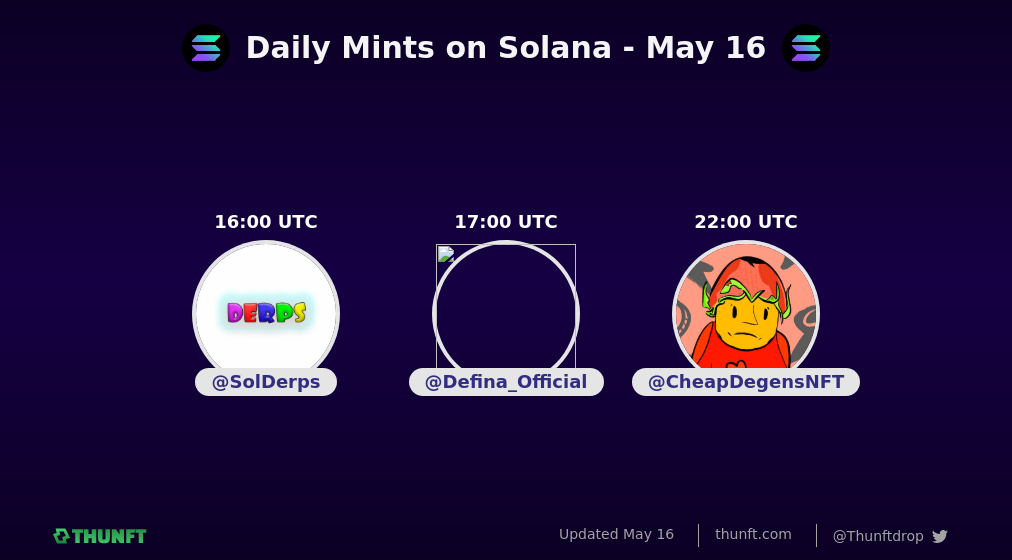 Daily Mints on Solana - May 16
16:00 UTC
17:00 UTC
22:00 UTC
DERPS
@SolDerps
@Defina_Official
@CheapDegensNFT
THUNFT
Updated May 16
thunft.com
@Thunftdrop